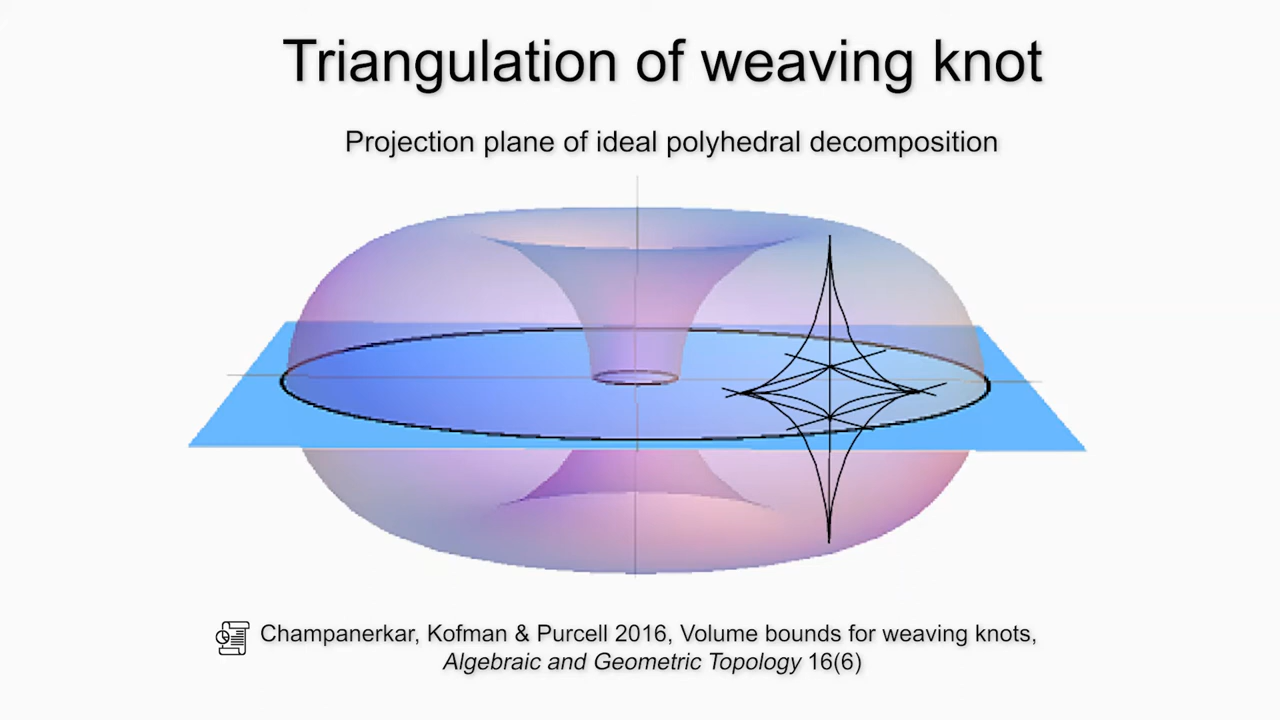 Triangulation of weaving knot
Projection plane of ideal polyhedral decomposition
Champanerkar, Kofman & Purcell 2016, Volume bounds for weaving knots,
Algebraic and Geometric Topology 16(6)